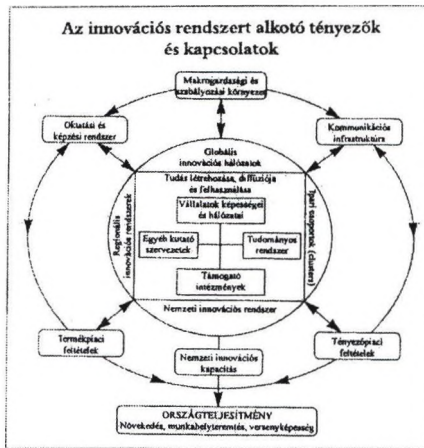 Az innovációs rendszert alkotó tényezők
és kapcsolatok
Makrogazdasági és
szabályozási környezet
Oktatási és
képzési rendszer
Kommunikációs
infrastruktúra
Globális
innovációs hálózatok
Tudás létrehozása, diffúziója
és felhasználása
Vállalatok képességei
és hálózatai
Regionális
innovációs rendszerek
Egyéb kutató
szervezetek
Tudományos
rendszer
Ipari csoportok (clusters)
Támogató
intézmények
Nemzeti innovációs rendszer
Termékpiaci
feltételek
Nemzeti innovációs
kapacitás
Tényezőpiaci
feltételek
ORSZÁGTELJESÍTMÉNY
Növekedés, munkahelyteremtés, versenyképesség